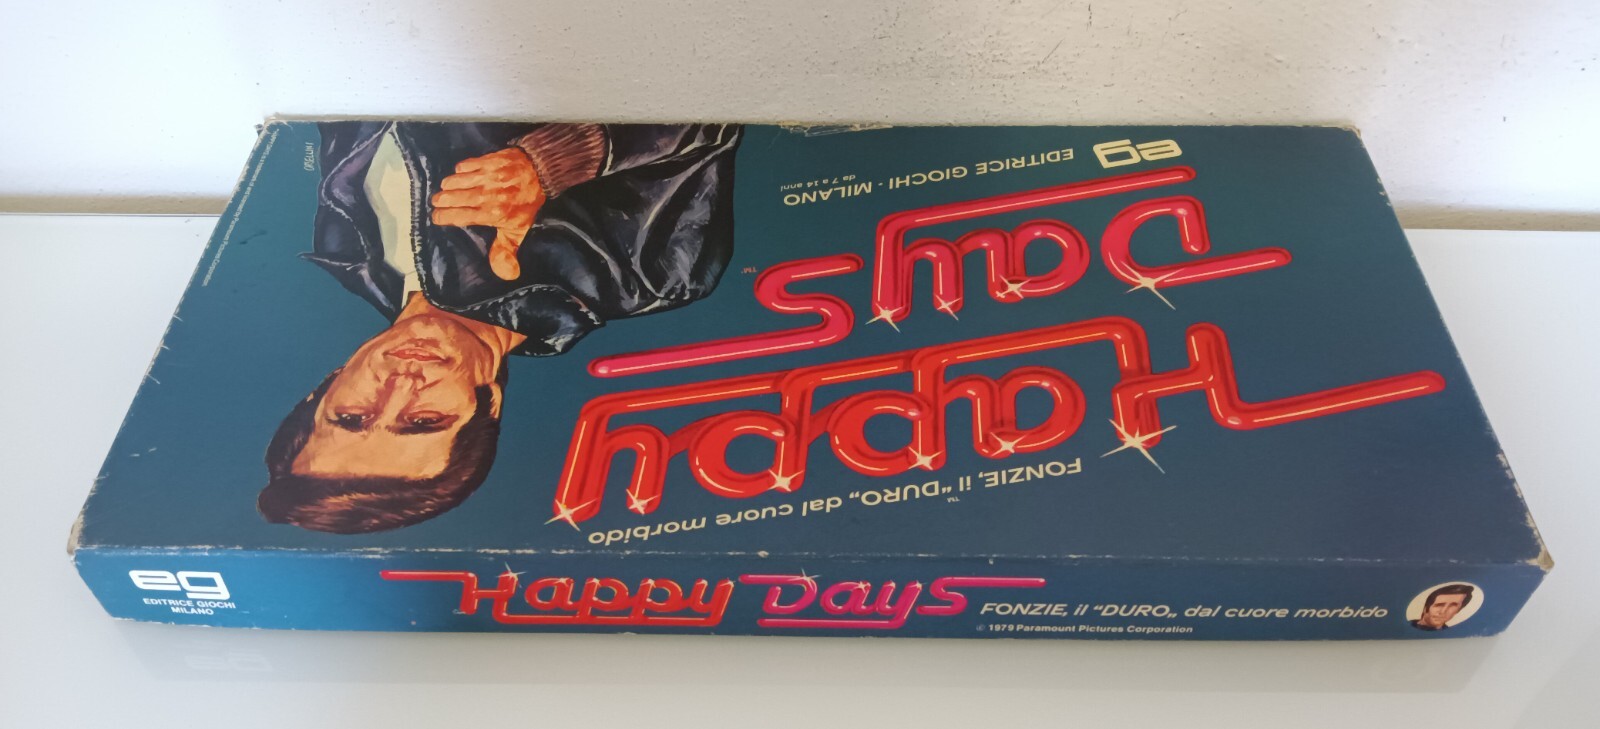 FONZIE, il "DURO„ dal cuore morbido
TM
Happy
Days
TM
eg
EDITRICE GIOCHI - MILANO
da 7 a 14 anni
eg
EDITRICE GIOCHI
MILANO
Happy Days
FONZIE, il "DURO„ dal cuore morbido
© 1979 Paramount Pictures Corporation